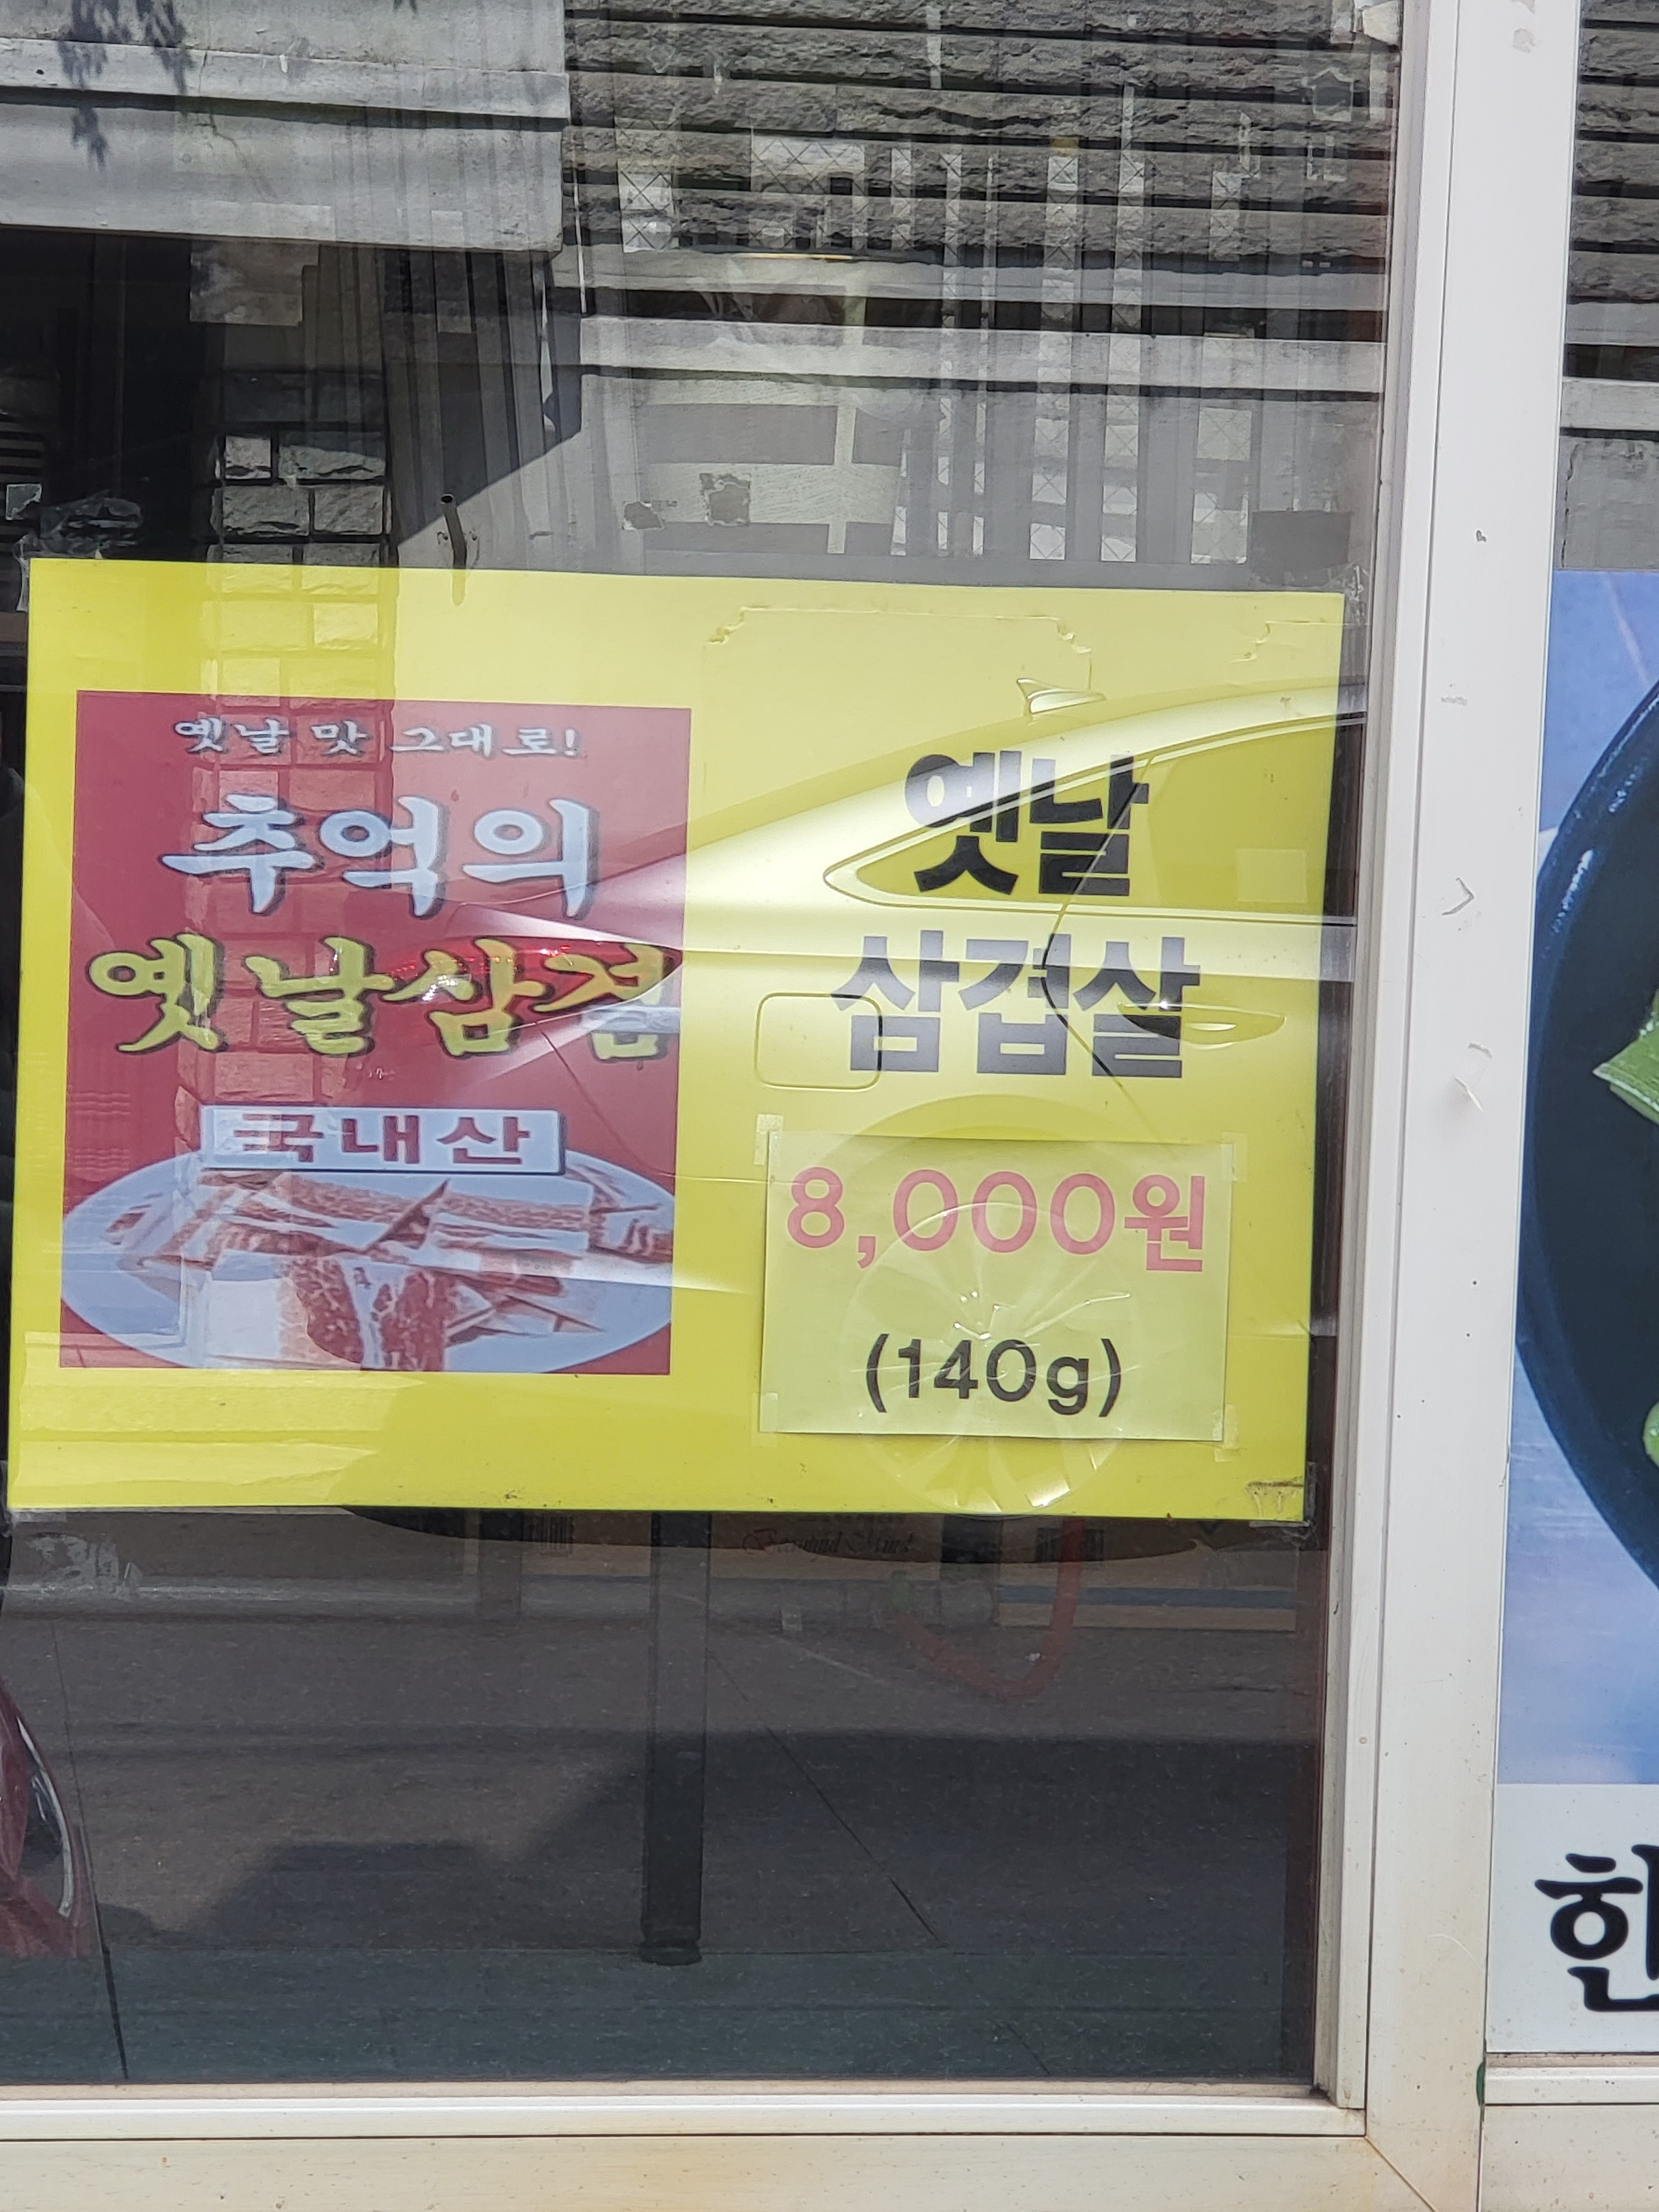 옛날 맛 그대로!
추억의
옛날삼겹
국내산
옛날
삼겹살
8,000원
(140g)
한